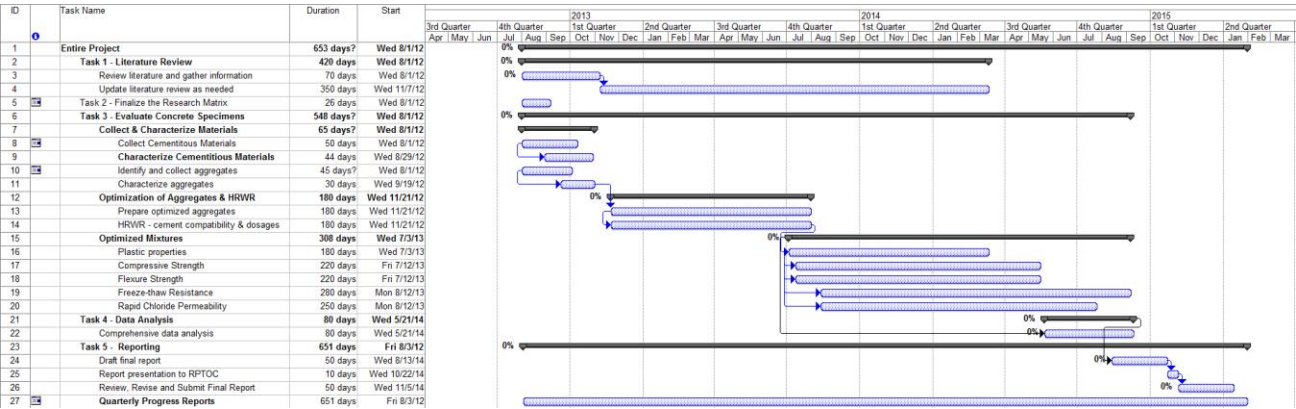 ID Task Name Duration Start
2013 2014 2015
3rd Quarter 4th Quarter 1st Quarter 2nd Quarter 3rd Quarter 4th Quarter 1st Quarter 2nd Quarter 3rd Quarter 4th Quarter 1st Quarter 2nd Quarter
Apr May Jun Jul Aug Sep Oct Nov Dec Jan Feb Mar Apr May Jun Jul Aug Sep Oct Nov Dec Jan Feb Mar Apr May Jun Jul Aug Sep Oct Nov Dec Jan Feb Mar
1 Entire Project 653 days? Wed 8/1/12 0%
2 Task 1 - Literature Review 420 days Wed 8/1/12 0%
3 Review literature and gather information 70 days Wed 8/1/12 0%
4 Update literature review as needed 350 days Wed 11/7/12
5 Task 2 - Finalize the Research Matrix 26 days Wed 8/1/12
6 Task 3 - Evaluate Concrete Specimens 548 days? Wed 8/1/12 0%
7 Collect & Characterize Materials 65 days? Wed 8/1/12
8 Collect Cementitous Materials 50 days Wed 8/1/12
9 Characterize Cementitious Materials 44 days Wed 8/29/12
10 Identify and collect aggregates 45 days? Wed 8/1/12
11 Characterize aggregates 30 days Wed 9/19/12
12 Optimization of Aggregates & HRWR 180 days Wed 11/21/12 0%
13 Prepare optimized aggregates 180 days Wed 11/21/12
14 HRWR - cement compatibility & dosages 180 days Wed 11/21/12
15 Optimized Mixtures 308 days Wed 7/3/13 0%
16 Plastic properties 180 days Wed 7/3/13
17 Compressive Strength 220 days Fri 7/12/13
18 Flexure Strength 220 days Fri 7/12/13
19 Freeze-thaw Resistance 280 days Mon 8/12/13
20 Rapid Chloride Permeability 250 days Mon 8/12/13
21 Task 4 - Data Analysis 80 days Wed 5/21/14 0%
22 Comprehensive data analysis 80 days Wed 5/21/14 0%
23 Task 5 - Reporting 651 days Fri 8/3/12 0%
24 Draft final report 50 days Wed 8/13/14 0%
25 Report presentation to RPTOC 10 days Wed 10/22/14
26 Review, Revise and Submit Final Report 50 days Wed 11/5/14 0%
27 Quarterly Progress Reports 651 days Fri 8/3/12